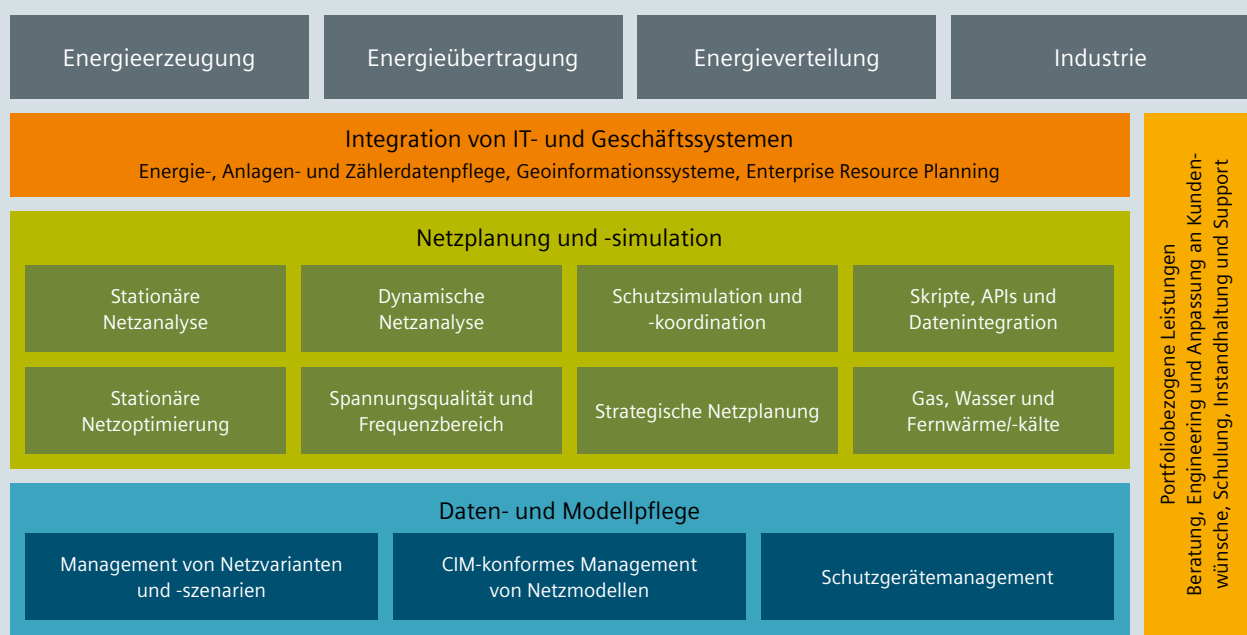 Energieerzeugung
Energieübertragung
Energieverteilung
Industrie
Integration von IT- und Geschäftssystemen
Energie-, Anlagen- und Zählerdatenpflege, Geoinformationssysteme, Enterprise Resource Planning
Netzplanung und -simulation
Stationäre
Netzanalyse
Dynamische
Netzanalyse
Schutzsimulation und
-koordination
Skripte, APIs und
Datenintegration
Stationäre
Netzoptimierung
Spannungsqualität und
Frequenzbereich
Strategische Netzplanung
Gas, Wasser und
Fernwärme/-kälte
Daten- und Modellpflege
Management von Netzvarianten
und -szenarien
CIM-konformes Management
von Netzmodellen
Schutzgerätemanagement
Portfoliobezogene Leistungen
Beratung, Engineering und Anpassung an Kunden-
wünsche, Schulung, Instandhaltung und Support